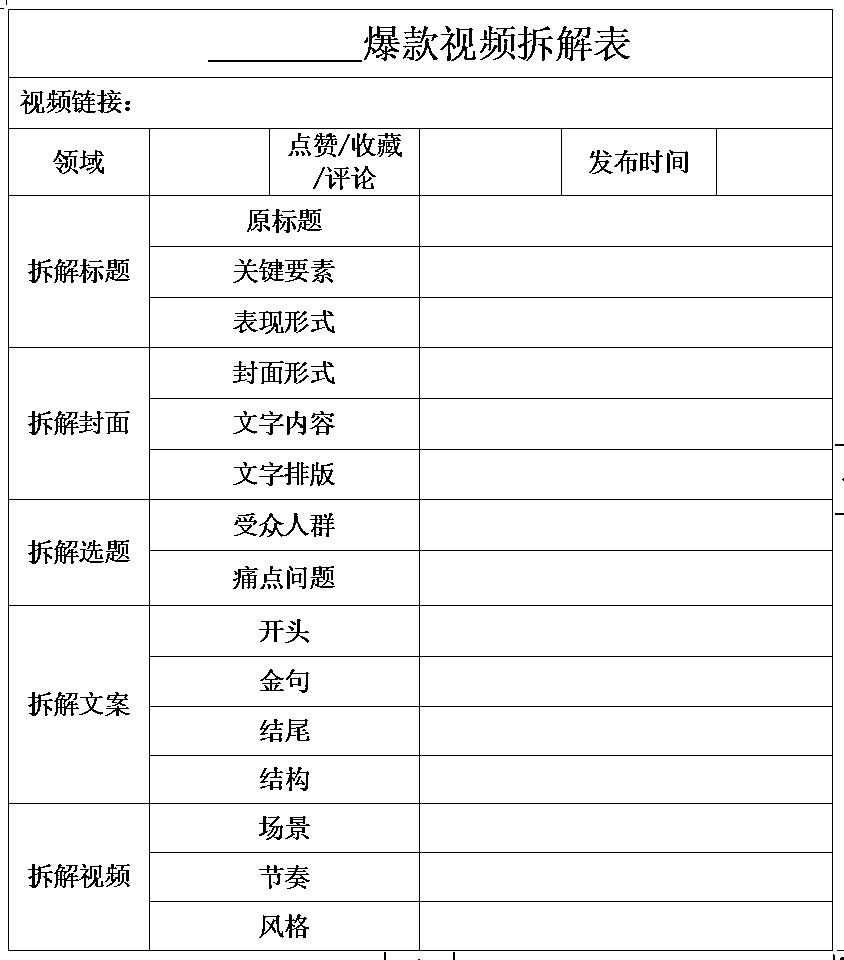 ________爆款视频拆解表
视频链接：
领域
点赞/收藏
/评论
发布时间
拆解标题
原标题
关键要素
表现形式
拆解封面
封面形式
文字内容
文字排版
拆解选题
受众人群
痛点问题
拆解文案
开头
金句
结尾
结构
拆解视频
场景
节奏
风格